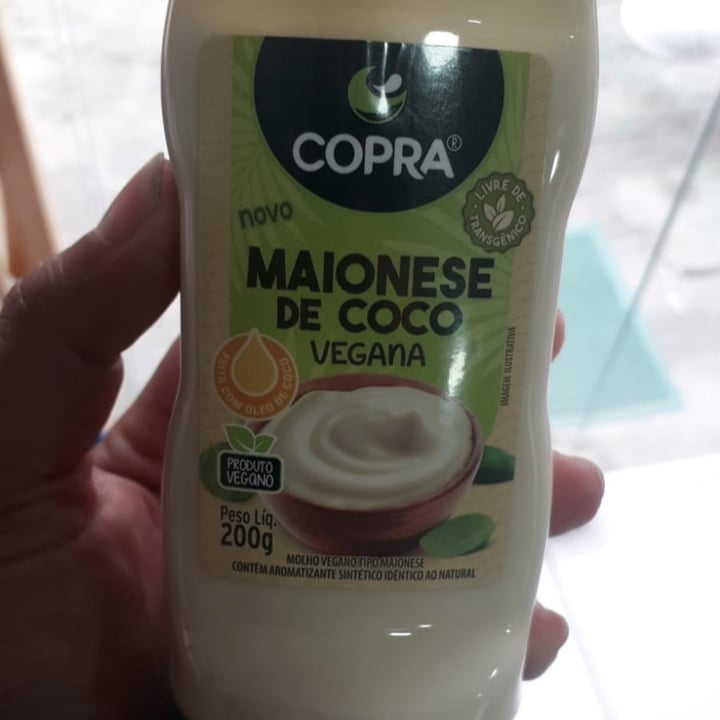 COPRA®
novo
LIVRE DE
TRANSGÊNICO
MAIONESE
DE COCO
VEGANA
FEITA COM ÓLEO DE COCO
IMAGEM ILUSTRATIVA
PRODUTO
VEGANO
Peso Líq.
200g
MOLHO VEGANO TIPO MAIONESE
CONTÉM AROMATIZANTE SINTÉTICO IDÊNTICO AO NATURAL